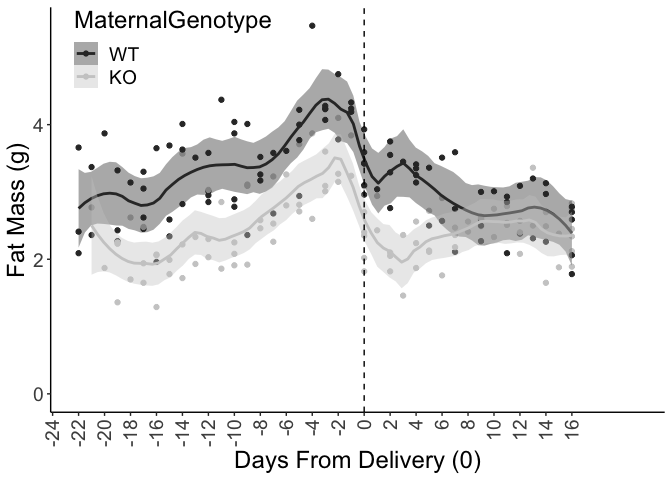 MaternalGenotype
WT
KO
Fat Mass (g)
4
2
0
-24 -22 -20 -18 -16 -14 -12 -10 -8 -6 -4 -2 0 2 4 6 8 10 12 14 16
Days From Delivery (0)